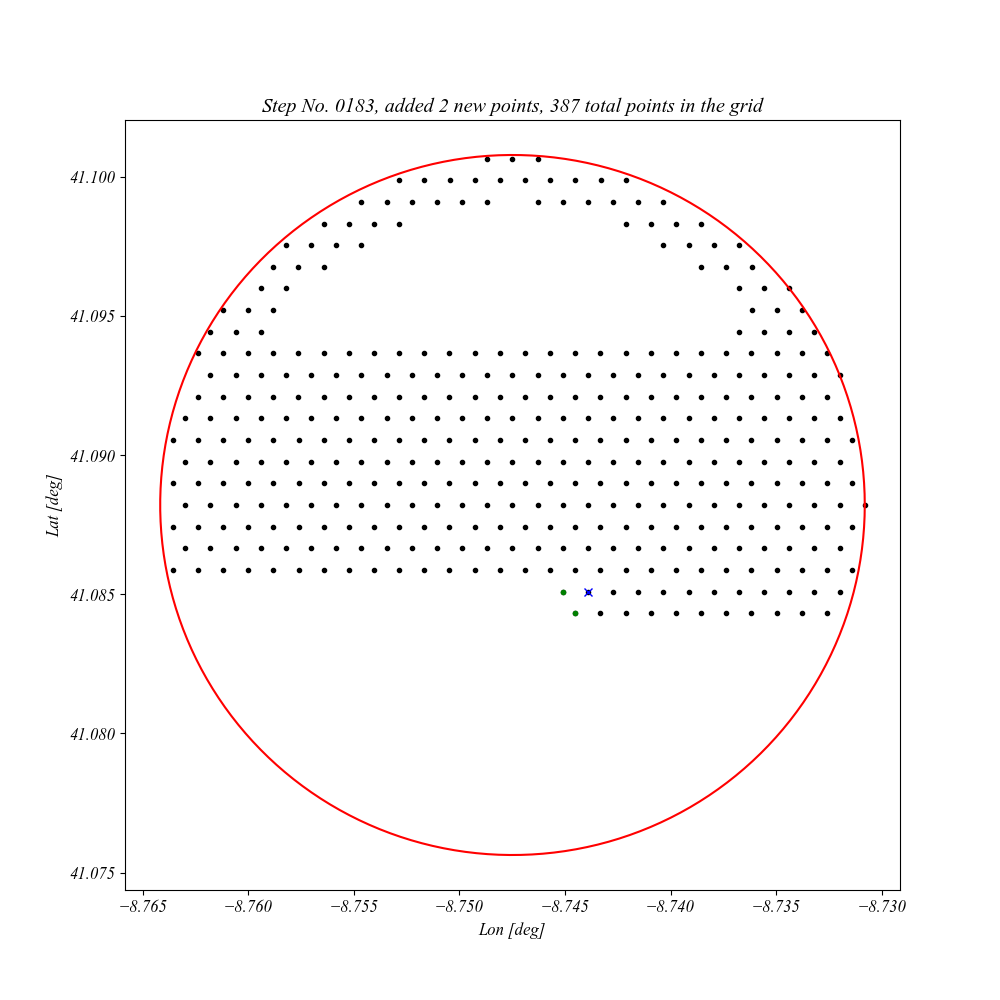 Step No. 0183, added 2 new points, 387 total points in the grid
41.100
41.095
41.090
41.085
41.080
41.075
Lat [deg]
−8.765 −8.760 −8.755 −8.750 −8.745 −8.740 −8.735 −8.730
Lon [deg]